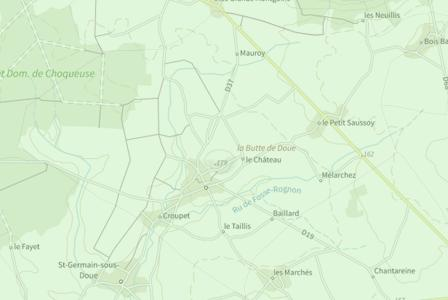 les Neuillis
Bois Ba
Mauroy
et Dom. de Choqueuse
D37
le Petit Saussoy
la Butte de Doue
179
le Château
162
Mélarchez
Ru de Fosse-Rognon
Croupet
Baillard
le Taillis
D19
le Fayet
St-Germain-sous-
Doue
les Marchés
Chantareine